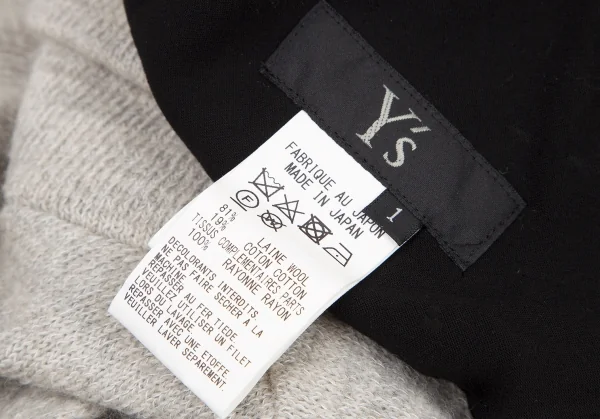 Y's
1
FABRIQUE AU JAPON
MADE IN JAPAN
F
81% LAINE WOOL
19% COTON COTTON
TISSUS COMPLEMENTAIRES PARTS
100% RAYONNE RAYON
DECOLORANTS INTERDITS.
NE PAS FAIRE SECHER A LA
MACHINE.
REPASSER AU FER TIEDE.
VEUILLEZ UTILISER UN FILET
LORS DU LAVAGE.
REPASSER AVEC UNE ETOFFE.
VEUILLER LAVER SEPAREMENT.